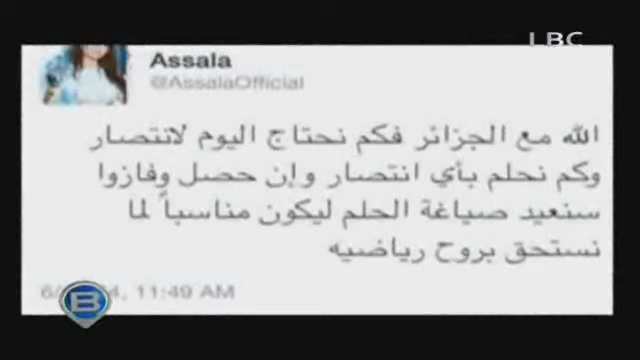 LBC
Assala
@AssalaOfficial
الله مع الجزائر فكم نحتاج اليوم لانتصار
وكم نحلم بأي انتصار وإن حصل وفازوا
سنعيد صياغة الحلم ليكون مناسباً لما
نستحق بروح رياضيه
4, 11:49 AM
B